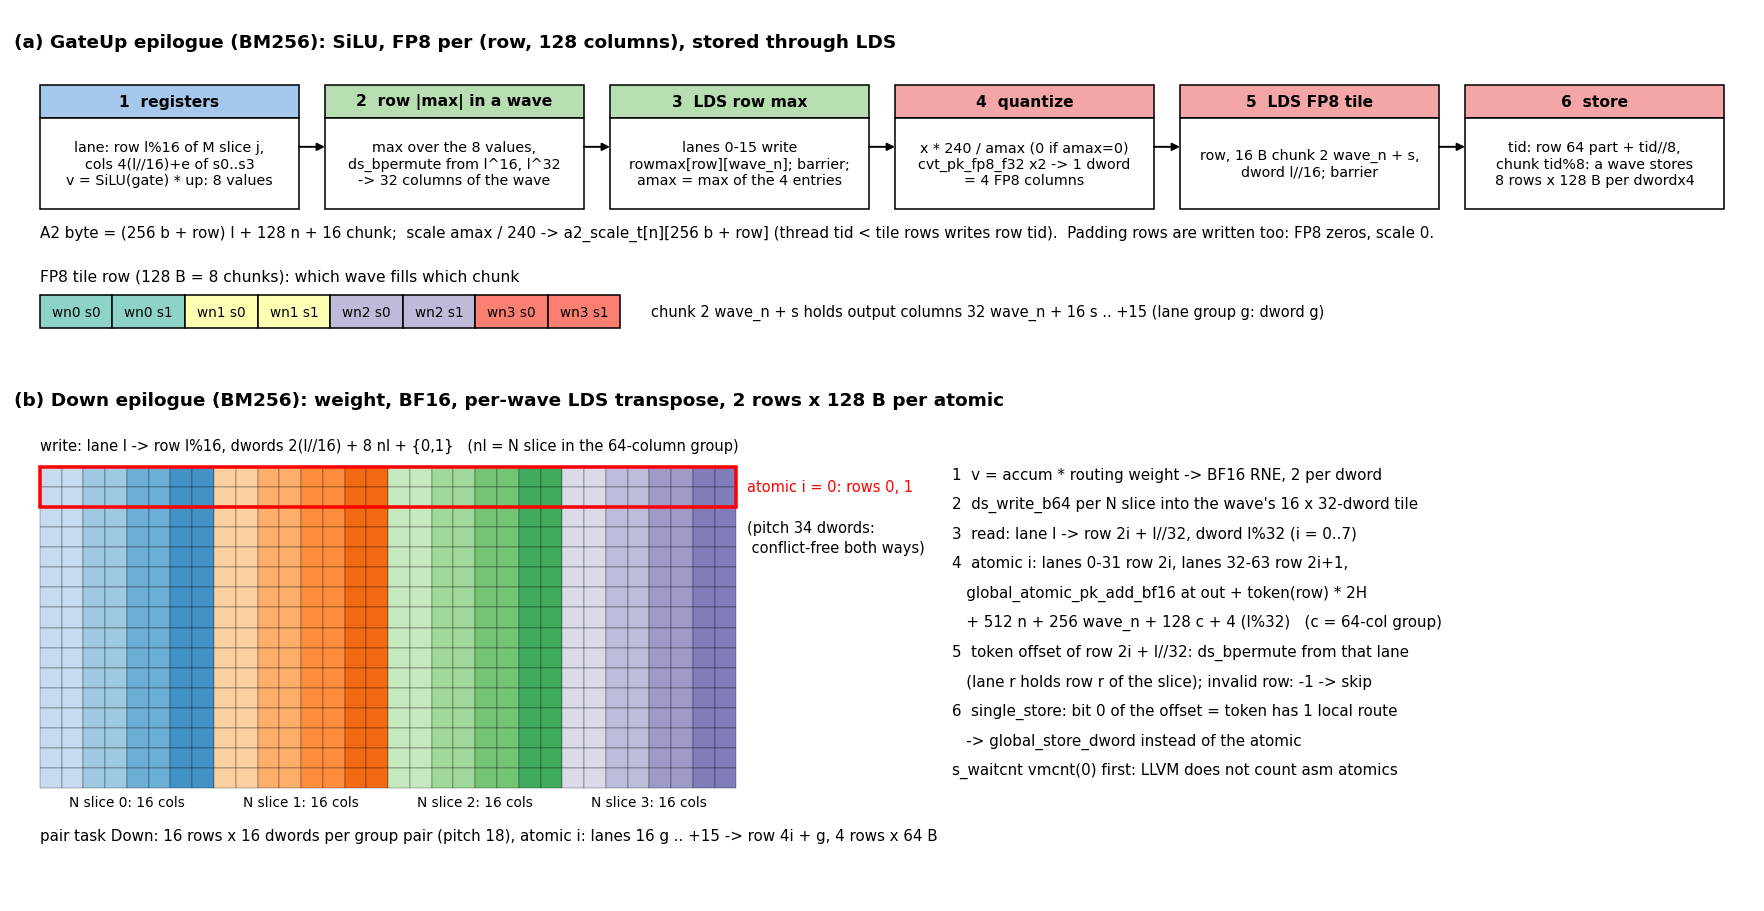 (a) GateUp epilogue (BM256): SiLU, FP8 per (row, 128 columns), stored through LDS
1  registers
lane: row l%16 of M slice j,
cols 4(l//16)+e of s0..s3
v = SiLU(gate) * up: 8 values
2  row |max| in a wave
max over the 8 values,
ds_bpermute from l^16, l^32
-> 32 columns of the wave
3  LDS row max
lanes 0-15 write
rowmax[row][wave_n]; barrier;
amax = max of the 4 entries
4  quantize
x * 240 / amax (0 if amax=0)
cvt_pk_fp8_f32 x2 -> 1 dword
= 4 FP8 columns
5  LDS FP8 tile
row, 16 B chunk 2 wave_n + s,
dword l//16; barrier
6  store
tid: row 64 part + tid//8,
chunk tid%8: a wave stores
8 rows x 128 B per dwordx4
A2 byte = (256 b + row) I + 128 n + 16 chunk;  scale amax / 240 -> a2_scale_t[n][256 b + row] (thread tid < tile rows writes row tid).  Padding rows are written too: FP8 zeros, scale 0.
FP8 tile row (128 B = 8 chunks): which wave fills which chunk
wn0 s0
wn0 s1
wn1 s0
wn1 s1
wn2 s0
wn2 s1
wn3 s0
wn3 s1
chunk 2 wave_n + s holds output columns 32 wave_n + 16 s .. +15 (lane group g: dword g)
(b) Down epilogue (BM256): weight, BF16, per-wave LDS transpose, 2 rows x 128 B per atomic
write: lane l -> row l%16, dwords 2(l//16) + 8 nl + {0,1}   (nl = N slice in the 64-column group)
atomic i = 0: rows 0, 1
(pitch 34 dwords:
conflict-free both ways)
N slice 0: 16 cols
N slice 1: 16 cols
N slice 2: 16 cols
N slice 3: 16 cols
1  v = accum * routing weight -> BF16 RNE, 2 per dword
2  ds_write_b64 per N slice into the wave's 16 x 32-dword tile
3  read: lane l -> row 2i + l//32, dword l%32 (i = 0..7)
4  atomic i: lanes 0-31 row 2i, lanes 32-63 row 2i+1,
global_atomic_pk_add_bf16 at out + token(row) * 2H
+ 512 n + 256 wave_n + 128 c + 4 (l%32)   (c = 64-col group)
5  token offset of row 2i + l//32: ds_bpermute from that lane
(lane r holds row r of the slice); invalid row: -1 -> skip
6  single_store: bit 0 of the offset = token has 1 local route
-> global_store_dword instead of the atomic
s_waitcnt vmcnt(0) first: LLVM does not count asm atomics
pair task Down: 16 rows x 16 dwords per group pair (pitch 18), atomic i: lanes 16 g .. +15 -> row 4i + g, 4 rows x 64 B